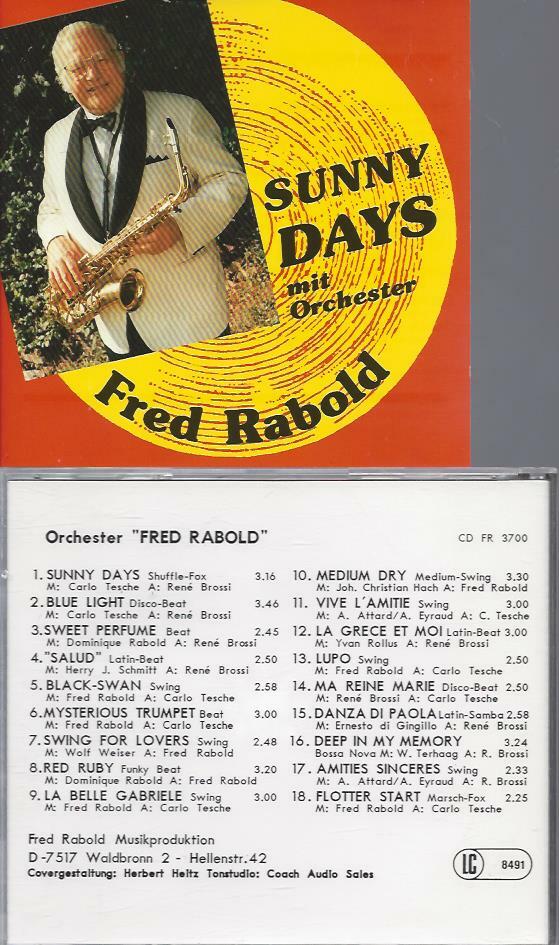 SUNNY
DAYS
mit
Orchester
Fred Rabold
Orchester "FRED RABOLD"
CD FR 3700
1. SUNNY DAYS Shuffle-Fox 3.16
M: Carlo Tesche A: René Brossi
2. BLUE LIGHT Disco-Beat 3.46
M: Carlo Tesche A: René Brossi
3. SWEET PERFUME Beat 2.45
M: Dominique Rabold A: René Brossi
4. "SALUD" Latin-Beat 2.50
M: Herry J. Schmitt A: René Brossi
5. BLACK-SWAN Swing 2.58
M: Fred Rabold A: Carlo Tesche
6. MYSTERIOUS TRUMPET Beat 3.00
M: Fred Rabold A: Carlo Tesche
7. SWING FOR LOVERS Swing 2.48
M: Wolf Weiser A: Fred Rabold
8. RED RUBY Funky Beat 3.20
M: Dominique Rabold A: Fred Rabold
9. LA BELLE GABRIELE Swing 3.00
M: Fred Rabold A: Carlo Tesche
10. MEDIUM DRY Medium-Swing 3.30
M: Joh. Christian Hach A: Fred Rabold
11. VIVE L'AMITIE Swing 3.00
M: A. Attard/A. Eyraud A: C. Tesche
12. LA GRECE ET MOI Latin-Beat 3.00
M: Yvan Rollus A: René Brossi
13. LUPO Swing 2.50
M: Fred Rabold A: Carlo Tesche
14. MA REINE MARIE Disco-Beat 2.50
M: René Brossi A: Carlo Tesche
15. DANZA DI PAOLA Latin-Samba 2.58
M: Ernesto di Gingillo A: René Brossi
16. DEEP IN MY MEMORY 3.24
Bossa Nova M: W. Terhaag A: R. Brossi
17. AMITIES SINCERES Swing 2.33
M: A. Attard/A. Eyraud A: R. Brossi
18. FLOTTER START Marsch-Fox 2.25
M: Fred Rabold A: Carlo Tesche
Fred Rabold Musikproduktion
D-7517 Waldbronn 2 - Hellenstr. 42
Covergestaltung: Herbert Heltz Tonstudio: Coach Audio Sales
LC 8491